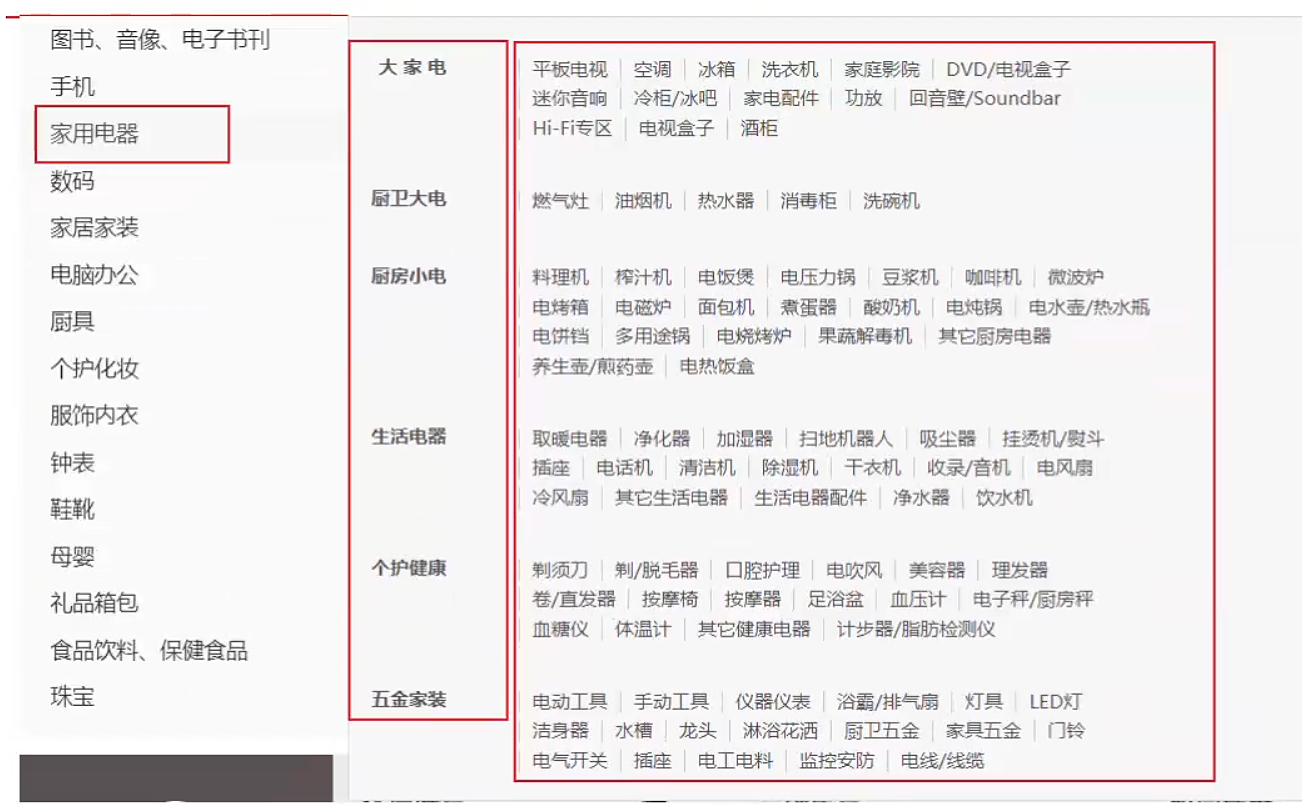 图书、音像、电子书刊
手机
家用电器
数码
家居家装
电脑办公
厨具
个护化妆
服饰内衣
钟表
鞋靴
母婴
礼品箱包
食品饮料、保健食品
珠宝
大 家 电
平板电视 空调 冰箱 洗衣机 家庭影院 DVD/电视盒子
迷你音响 冷柜/冰吧 家电配件 功放 回音壁/Soundbar
Hi-Fi专区 电视盒子 酒柜
厨卫大电
燃气灶 油烟机 热水器 消毒柜 洗碗机
厨房小电
料理机 榨汁机 电饭煲 电压力锅 豆浆机 咖啡机 微波炉
电烤箱 电磁炉 面包机 煮蛋器 酸奶机 电炖锅 电水壶/热水瓶
电饼铛 多用途锅 电烧烤炉 果蔬解毒机 其它厨房电器
养生壶/煎药壶 电热饭盒
生活电器
取暖电器 净化器 加湿器 扫地机器人 吸尘器 挂烫机/熨斗
插座 电话机 清洁机 除湿机 干衣机 收录/音机 电风扇
冷风扇 其它生活电器 生活电器配件 净水器 饮水机
个护健康
剃须刀 剃/脱毛器 口腔护理 电吹风 美容器 理发器
卷/直发器 按摩椅 按摩器 足浴盆 血压计 电子秤/厨房秤
血糖仪 体温计 其它健康电器 计步器/脂肪检测仪
五金家装
电动工具 手动工具 仪器仪表 浴霸/排气扇 灯具 LED灯
洁身器 水槽 龙头 淋浴花洒 厨卫五金 家具五金 门铃
电气开关 插座 电工电料 监控安防 电线/线缆